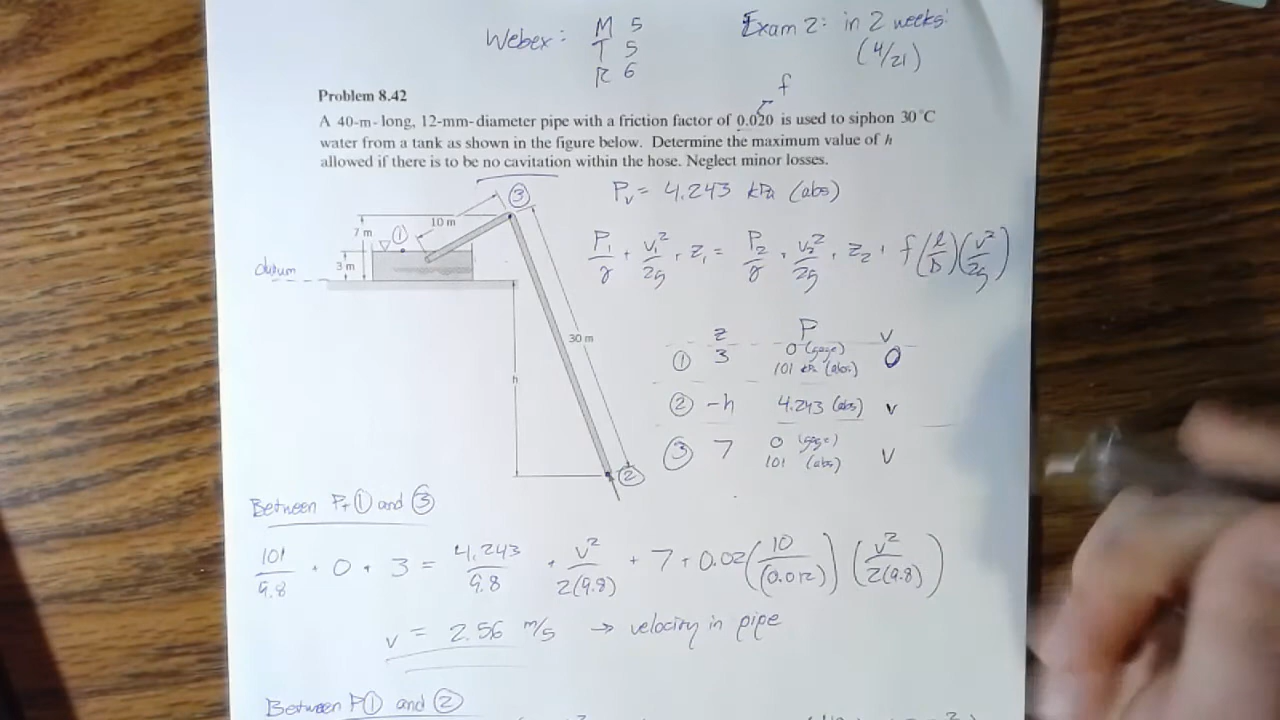 Webex: M 5
T 5
R 6
Exam 2: in 2 weeks!
(4/21)
f
Problem 8.42
A 40-m-long, 12-mm-diameter pipe with a friction factor of 0.020 is used to siphon 30°C
water from a tank as shown in the figure below. Determine the maximum value of h
allowed if there is to be no cavitation within the hose. Neglect minor losses.
Pv = 4.243 kPa (abs)
③
10 m
7 m
①
3 m
datum
30 m
h
②
P1/γ + v1²/2g + z1 = P2/γ + v2²/2g + z2 + f(l/D)(v²/2g)
z P v
① 3 0 (gage) 0
101 kPa (abs)
② -h 4.243 (abs) v
③ 7 0 (gage) v
101 (abs)
Between Pt ① and ③
101/9.8 + 0 + 3 = 4.243/9.8 + v²/2(9.8) + 7 + 0.02(10/(0.012))(v²/2(9.8))
v = 2.56 m/s → velocity in pipe
Between P① and ②